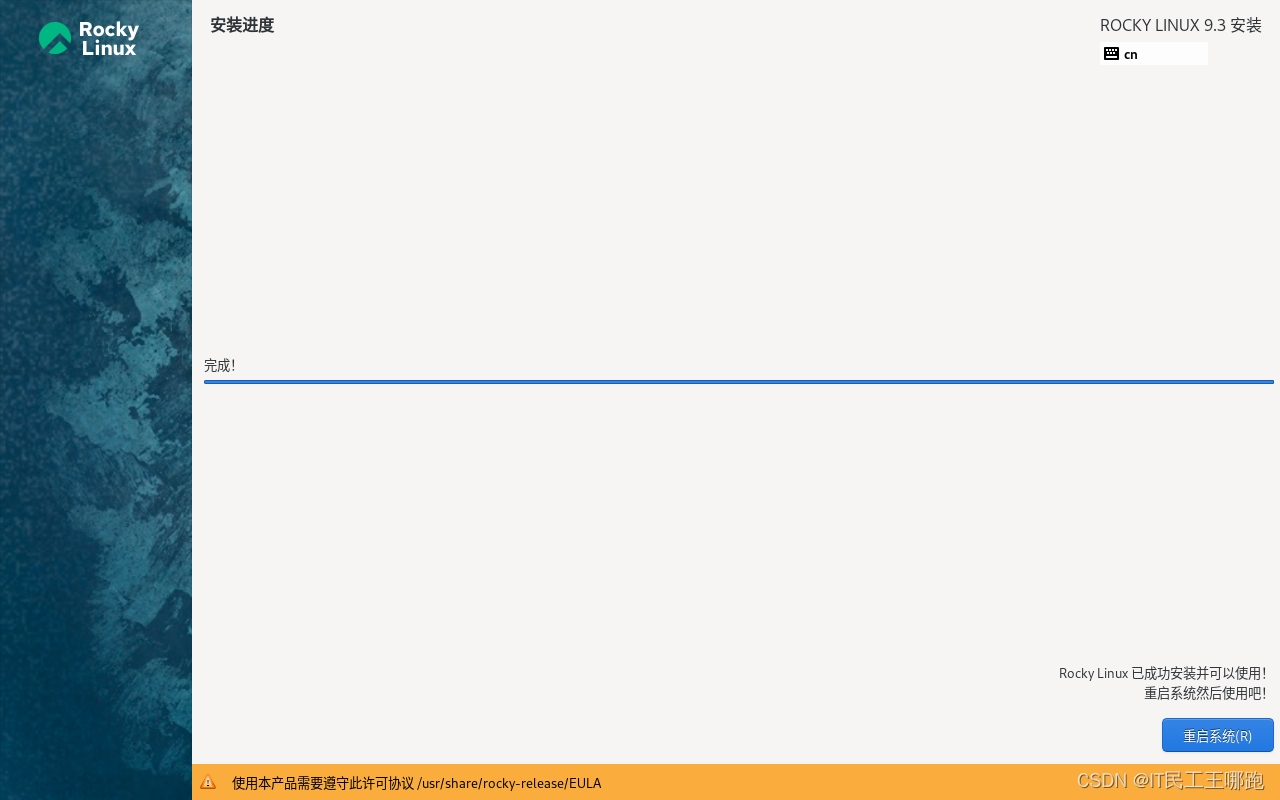 Rocky
Linux
安装进度
ROCKY LINUX 9.3 安装
cn
完成!
Rocky Linux 已成功安装并可以使用!
重启系统然后使用吧!
重启系统(R)
使用本产品需要遵守此许可协议 /usr/share/rocky-release/EULA
CSDN @IT民工王哪跑